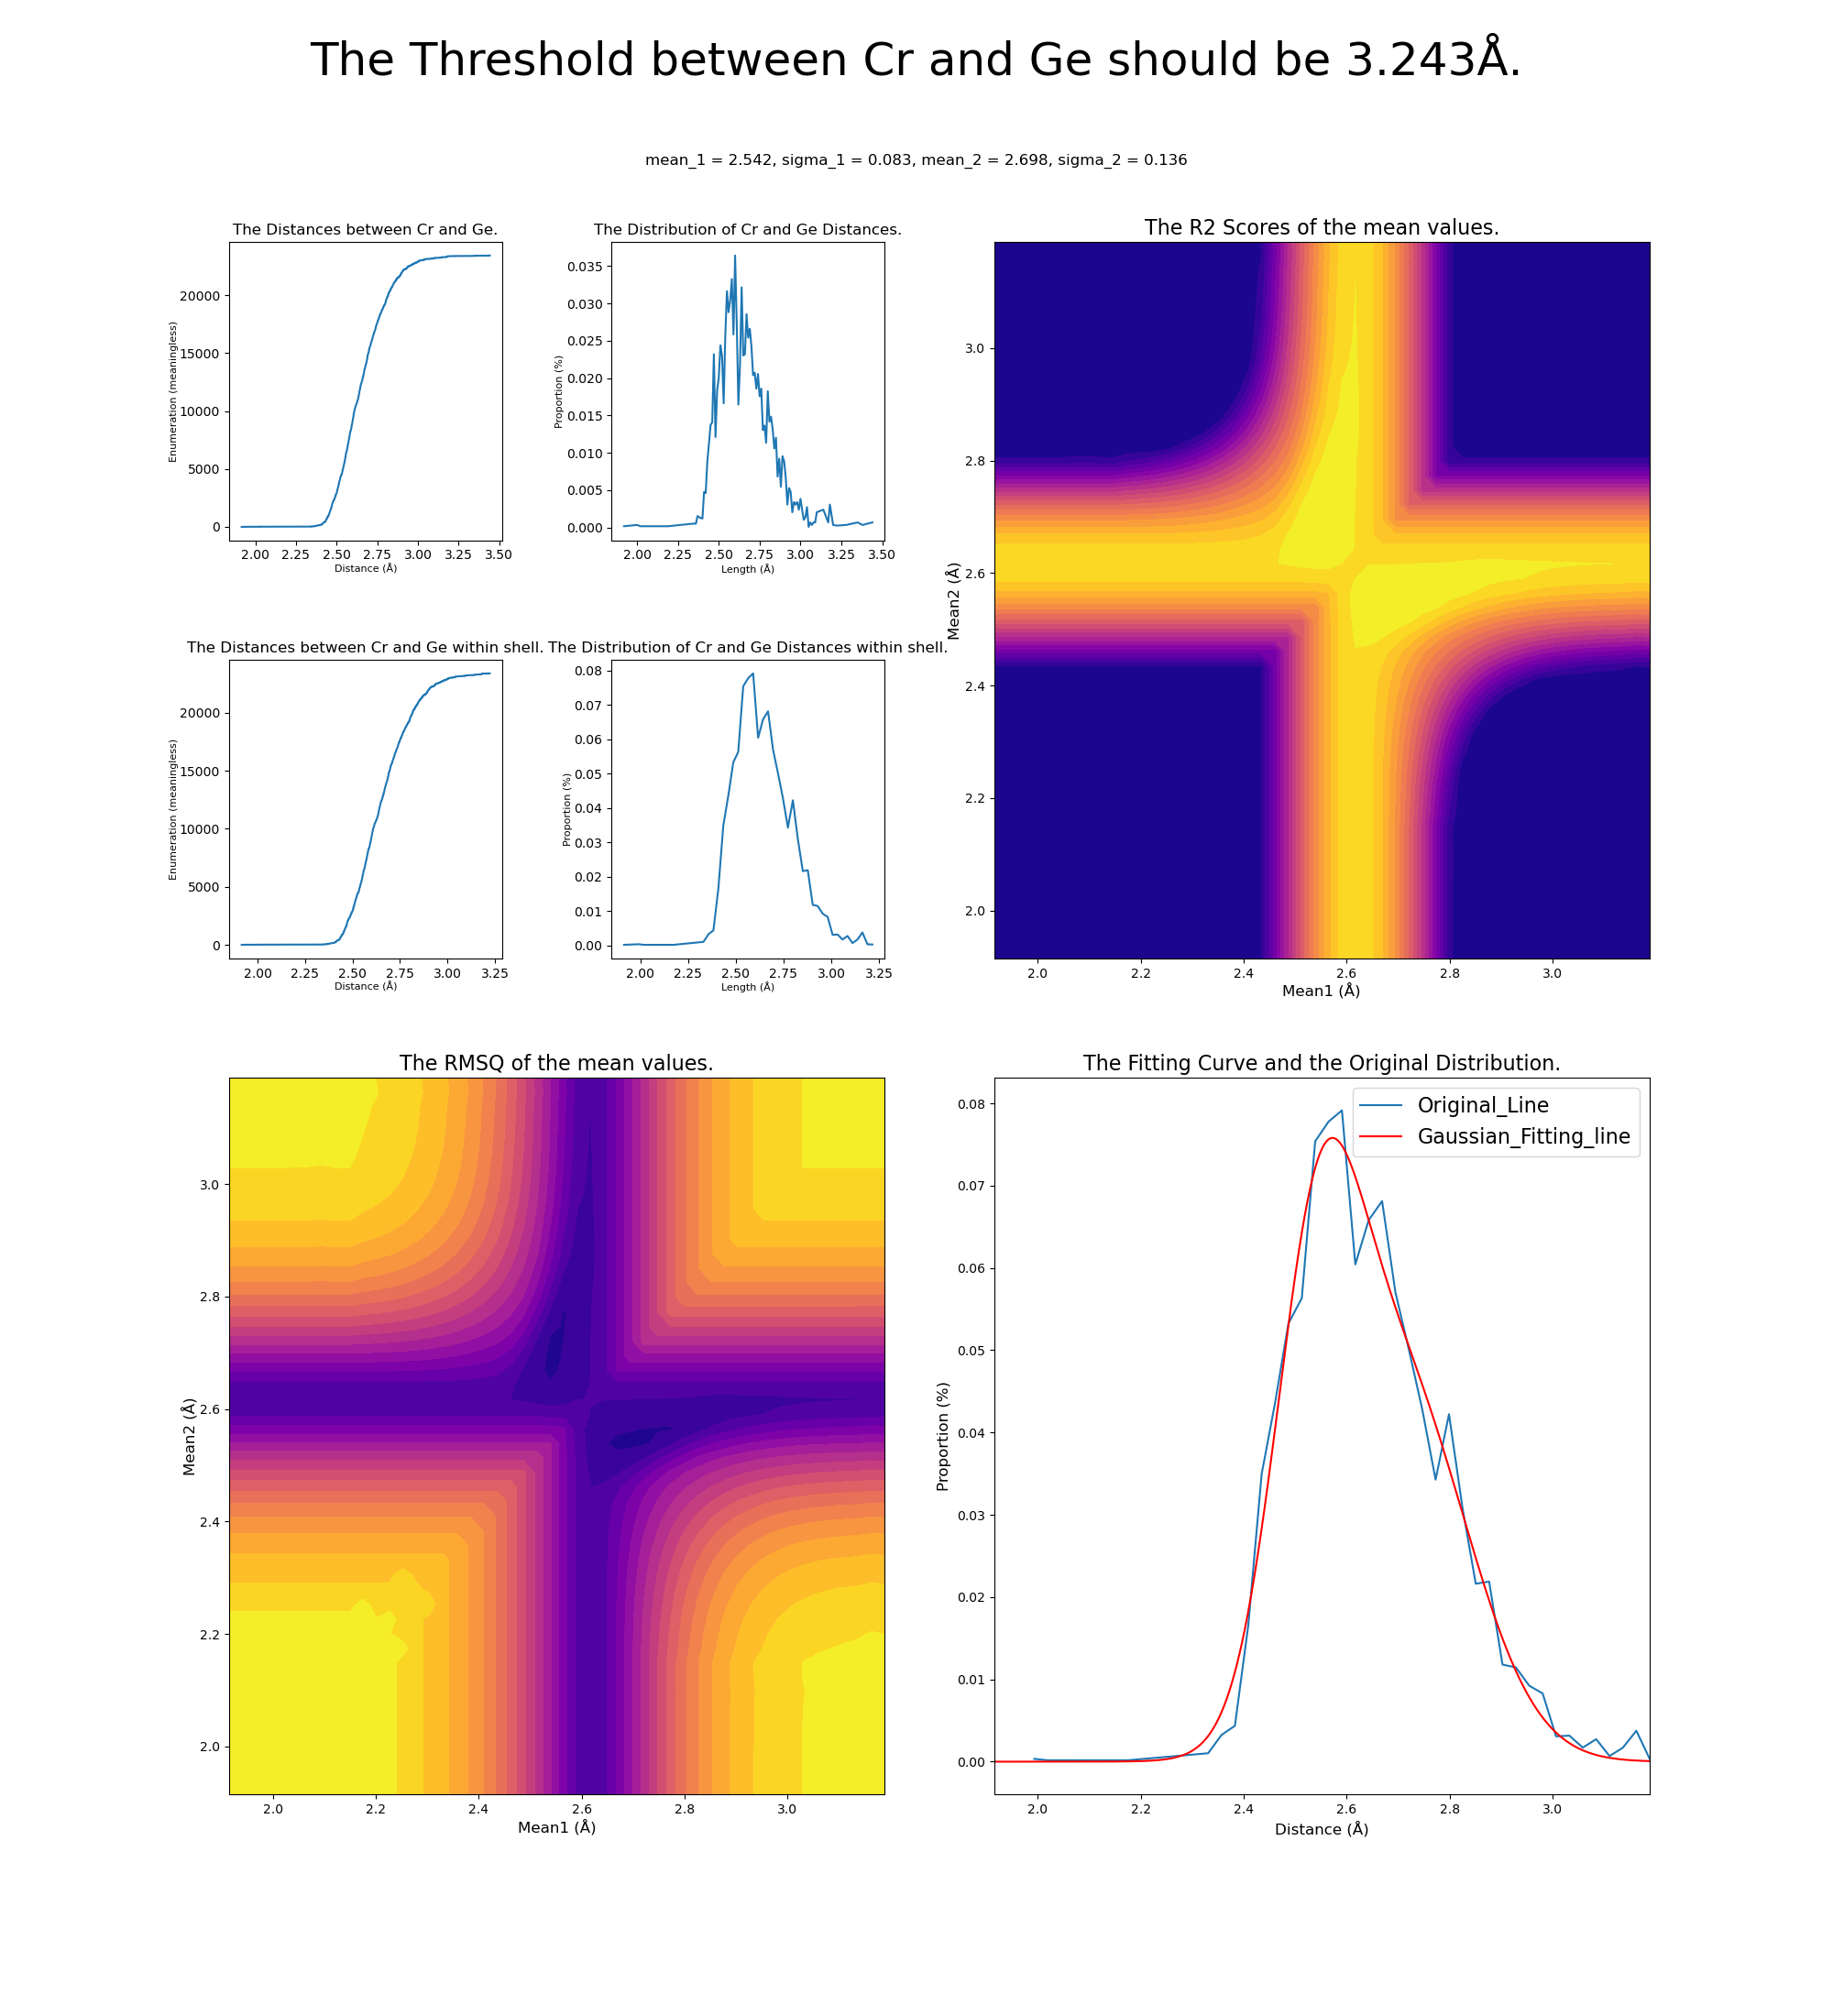 The Threshold between Cr and Ge should be 3.243Å.
mean_1 = 2.542, sigma_1 = 0.083, mean_2 = 2.698, sigma_2 = 0.136
The Distances between Cr and Ge.
Enumeration (meaningless)
20000
15000
10000
5000
0
2.00 2.25 2.50 2.75 3.00 3.25 3.50
Distance (Å)
The Distribution of Cr and Ge Distances.
Proportion (%)
0.035
0.030
0.025
0.020
0.015
0.010
0.005
0.000
2.00 2.25 2.50 2.75 3.00 3.25 3.50
Length (Å)
The R2 Scores of the mean values.
Mean2 (Å)
3.0
2.8
2.6
2.4
2.2
2.0
2.0 2.2 2.4 2.6 2.8 3.0
Mean1 (Å)
The Distances between Cr and Ge within shell.
Enumeration (meaningless)
20000
15000
10000
5000
0
2.00 2.25 2.50 2.75 3.00 3.25
Distance (Å)
The Distribution of Cr and Ge Distances within shell.
Proportion (%)
0.08
0.07
0.06
0.05
0.04
0.03
0.02
0.01
0.00
2.00 2.25 2.50 2.75 3.00 3.25
Length (Å)
The RMSQ of the mean values.
Mean2 (Å)
3.0
2.8
2.6
2.4
2.2
2.0
2.0 2.2 2.4 2.6 2.8 3.0
Mean1 (Å)
The Fitting Curve and the Original Distribution.
Original_Line
Gaussian_Fitting_line
Proportion (%)
0.08
0.07
0.06
0.05
0.04
0.03
0.02
0.01
0.00
2.0 2.2 2.4 2.6 2.8 3.0
Distance (Å)